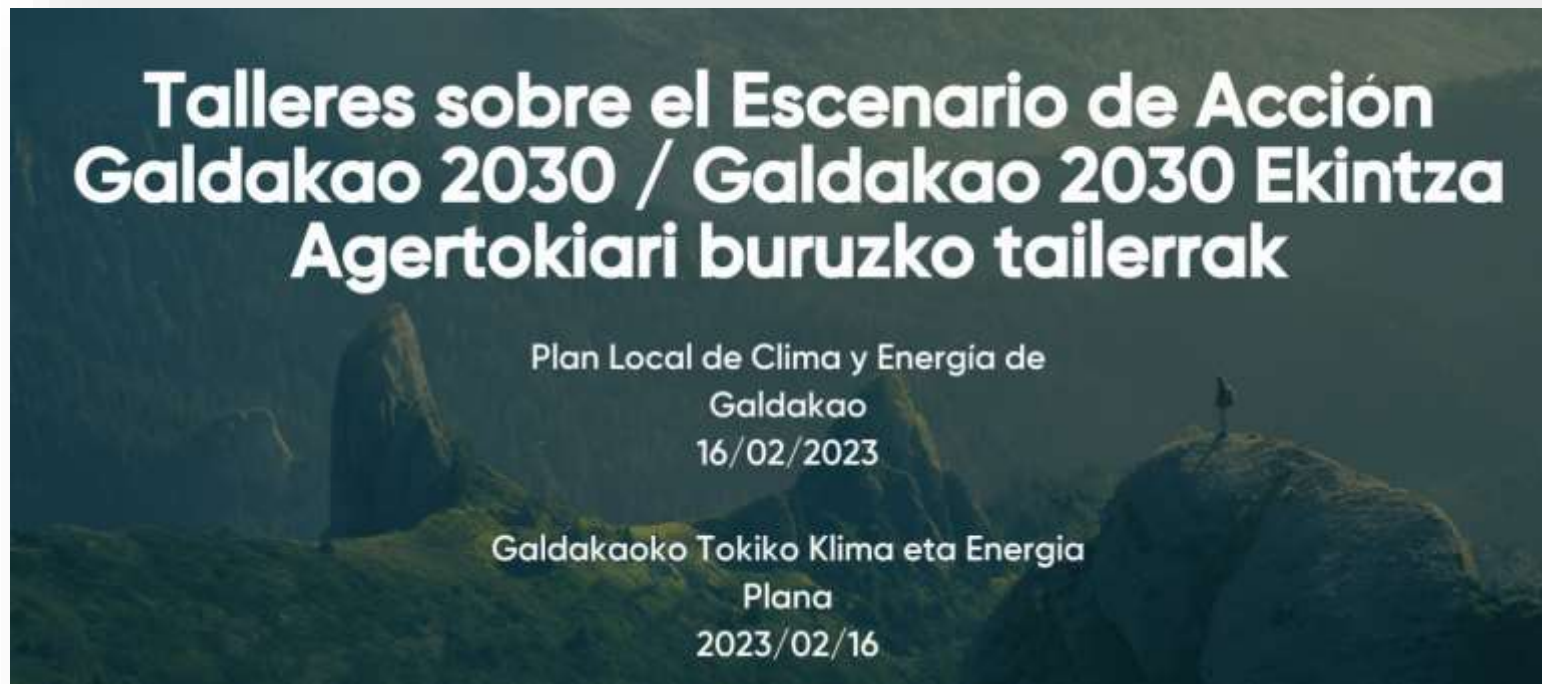 Talleres sobre el Escenario de Acción
Galdakao 2030 / Galdakao 2030 Ekintza
Agertokiari buruzko tailerrak
Plan Local de Clima y Energía de
Galdakao
16/02/2023
Galdakaoko Tokiko Klima eta Energia
Plana
2023/02/16